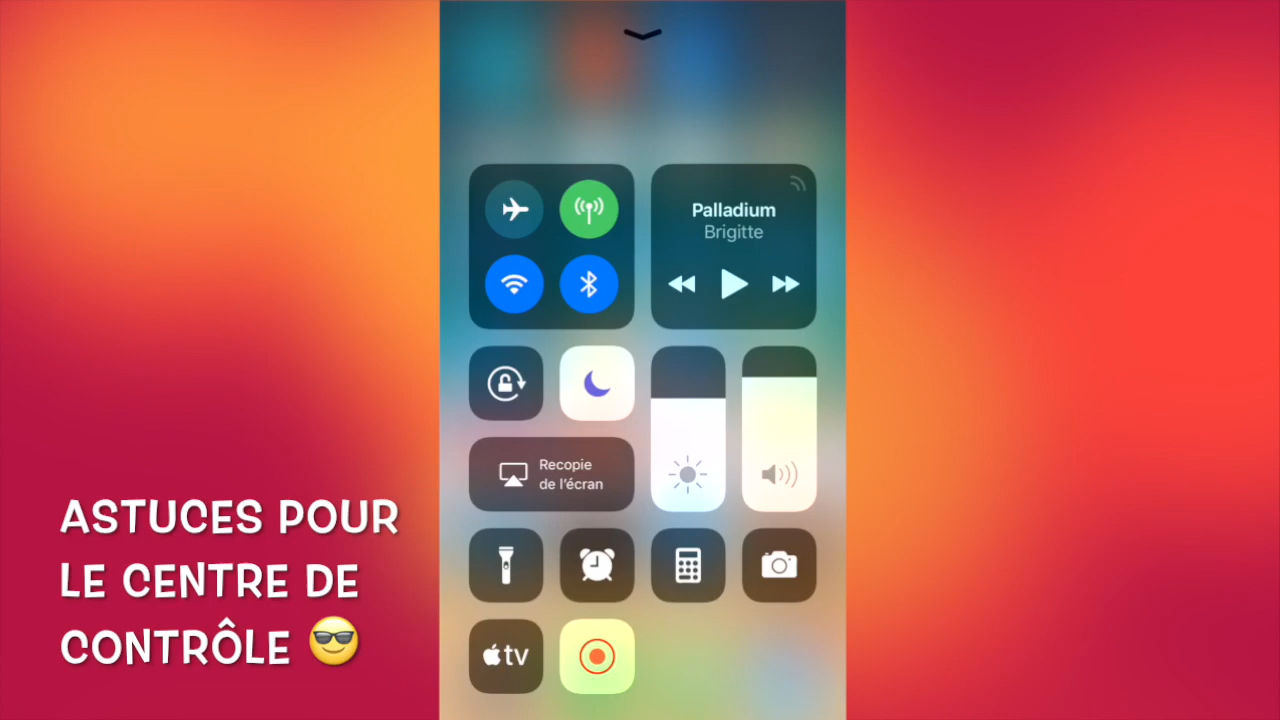 Palladium
Brigitte
Recopie
de l'écran
tv
ASTUCES POUR
LE CENTRE DE
CONTRÔLE 😎